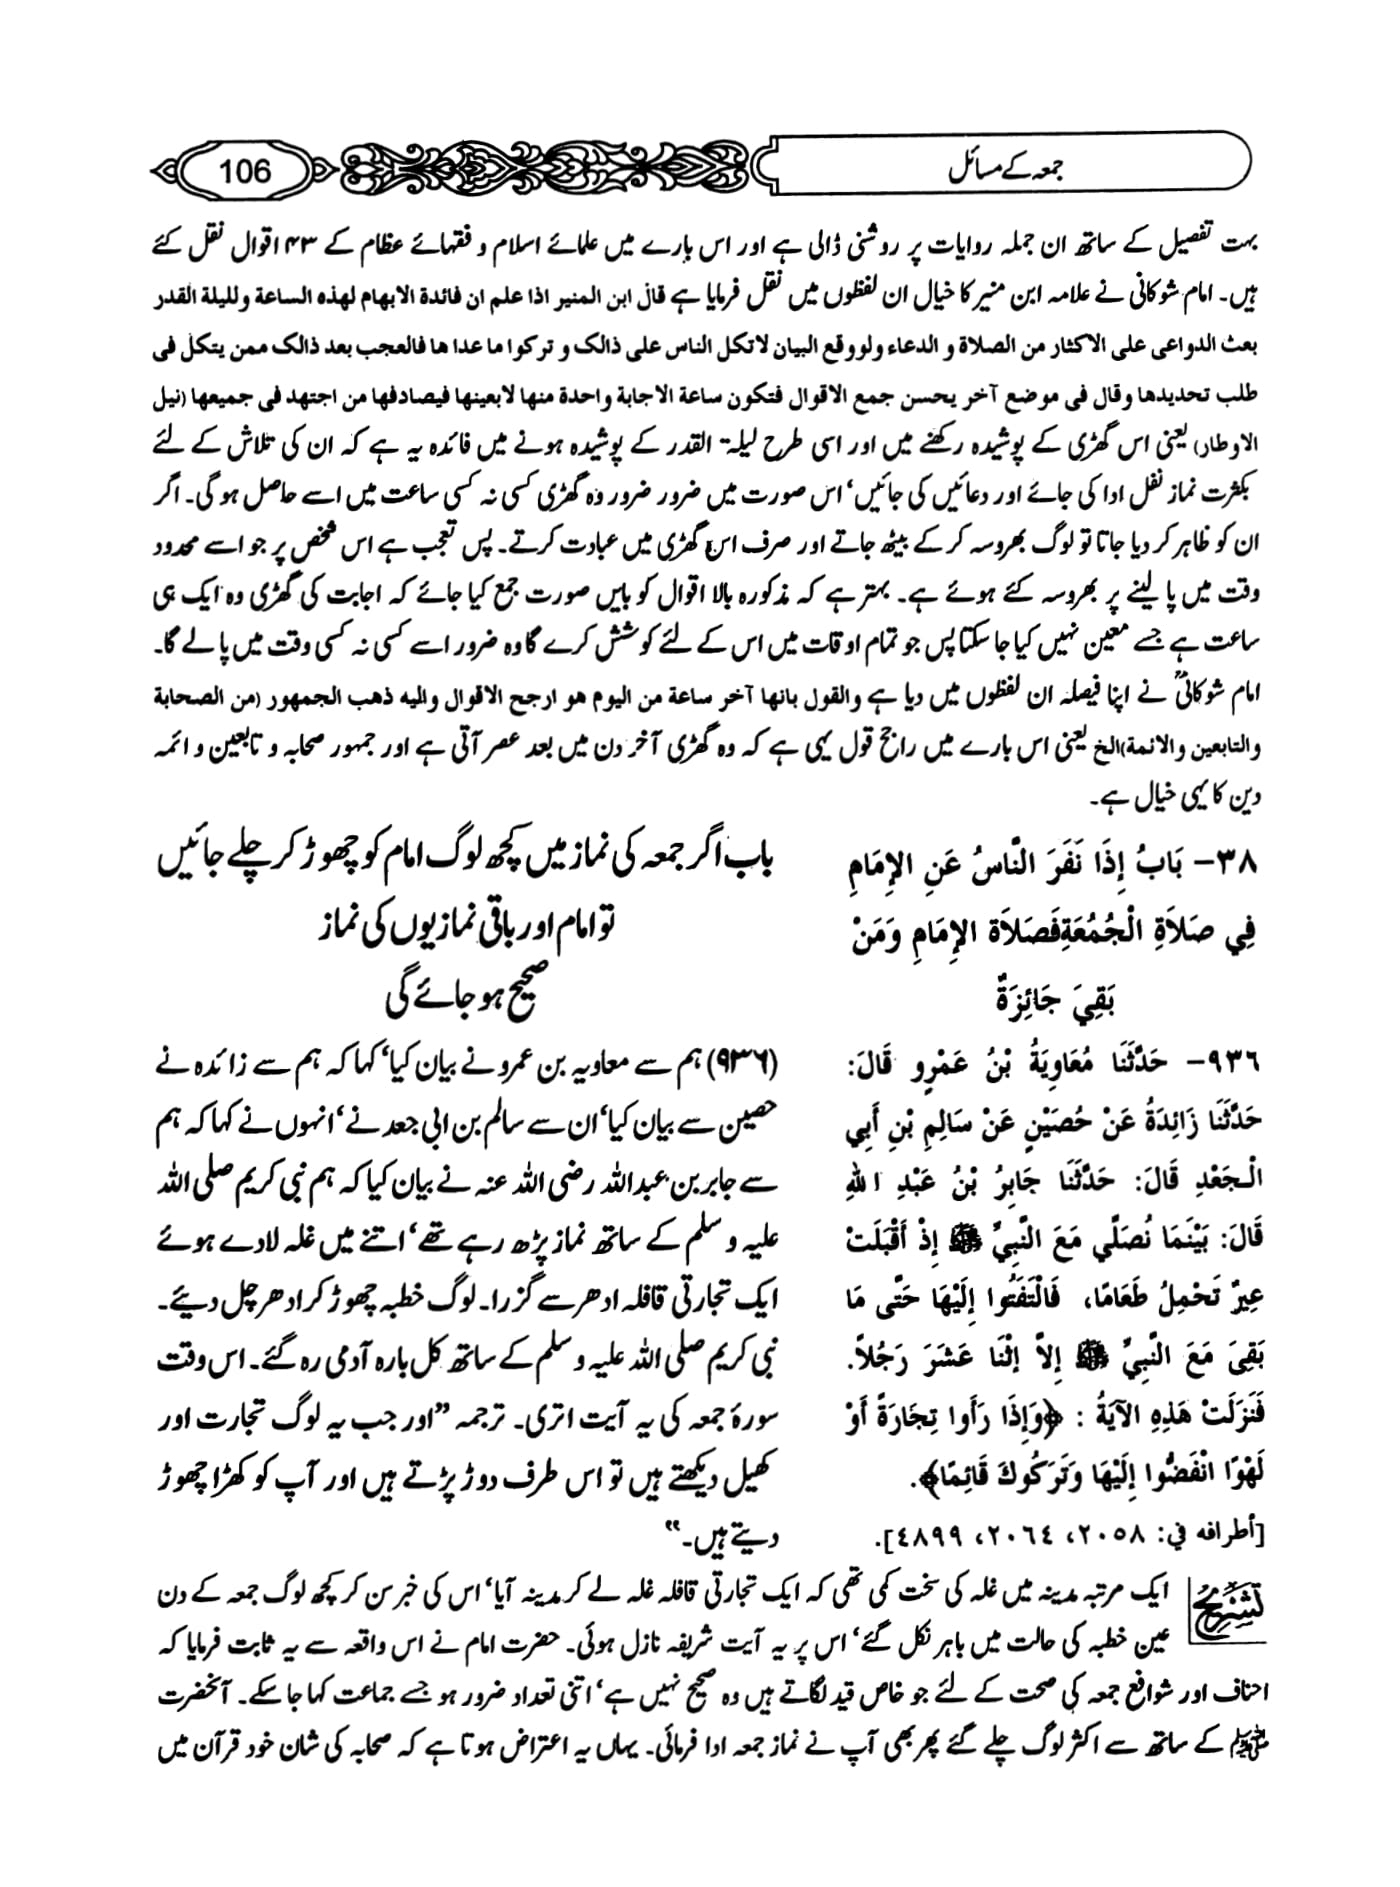 جمعہ کے مسائل
106
بہت تفصیل کے ساتھ ان جملہ روایات پر روشنی ڈالی ہے اور اس بارے میں علمائے اسلام و فقہائے عظام کے ۴۳ اقوال نقل کئے
ہیں۔ امام شوکانی نے علامہ ابن منیر کا خیال ان لفظوں میں نقل فرمایا ہے قال ابن المنیر اذا علم ان فائدة الابهام لهذه الساعة ولليلة القدر
بعث الدواعی علی الاکثار من الصلاة و الدعاء ولووقع البیان لاتکل الناس علی ذالک و ترکوا ما عدا ها فالعجب بعد ذالک ممن یتکل فی
طلب تحدیدها وقال فی موضع آخر یحسن جمع الاقوال فتکون ساعة الاجابة واحدة منها لابعینها فیصادفها من اجتهد فی جمیعها (نیل
الاوطار) یعنی اس گھڑی کے پوشیدہ رکھنے میں اور اسی طرح لیلۃ القدر کے پوشیدہ ہونے میں فائدہ یہ ہے کہ ان کی تلاش کے لئے
بکثرت نماز نفل ادا کی جائے اور دعائیں کی جائیں‘ اس صورت میں ضرور ضرور وہ گھڑی کسی نہ کسی ساعت میں اسے حاصل ہو گی۔ اگر
ان کو ظاہر کر دیا جاتا تو لوگ بھروسہ کر کے بیٹھ جاتے اور صرف اس گھڑی میں عبادت کرتے۔ پس تعجب ہے اس شخص پر جو اسے محدود
وقت میں پا لینے پر بھروسہ کئے ہوئے ہے۔ بہتر ہے کہ مذکورہ بالا اقوال کو بایں صورت جمع کیا جائے کہ اجابت کی گھڑی وہ ایک ہی
ساعت ہے جسے معین نہیں کیا جا سکتا پس جو تمام اوقات میں اس کے لئے کوشش کرے گا وہ ضرور اسے کسی نہ کسی وقت میں پا لے گا۔
امام شوکانیؒ نے اپنا فیصلہ ان لفظوں میں دیا ہے والقول بانها آخر ساعة من الیوم هو ارجح الاقوال والیه ذهب الجمهور (من الصحابة
والتابعین والائمة)الخ یعنی اس بارے میں راجح قول یہی ہے کہ وہ گھڑی آخر دن میں بعد عصر آتی ہے اور جمہور صحابہ و تابعین و ائمہ
دین کا یہی خیال ہے۔
٣٨- بَابُ إِذَا نَفَرَ النَّاسُ عَنِ الإِمَامِ
فِي صَلاَةِ الْجُمُعَةِفَصَلاَة الإِمَامِ وَمَنْ
بَقِيَ جَائِزَةٌ
باب اگر جمعہ کی نماز میں کچھ لوگ امام کو چھوڑ کر چلے جائیں
تو امام اور باقی نمازیوں کی نماز
صحیح ہو جائے گی
٩٣٦- حَدَّثَنَا مُعَاوِيَةُ بْنُ عَمْرٍو قَالَ:
حَدَّثَنَا زَائِدَةُ عَنْ حُصَيْنٍ عَنْ سَالِمِ بْنِ أَبِي
الْجَعْدِ قَالَ: حَدَّثَنَا جَابِرُ بْنُ عَبْدِ اللهِ
قَالَ: بَيْنَمَا نُصَلِّي مَعَ النَّبِيِّ ﷺ إِذْ أَقْبَلَتْ
عِيرٌ تَحْمِلُ طَعَامًا، فَالْتَفَتُوا إِلَيْهَا حَتَّى مَا
بَقِيَ مَعَ النَّبِيِّ ﷺ إِلاَّ اثْنَا عَشَرَ رَجُلاً.
فَنَزَلَتْ هَذِهِ الآيَةُ : ﴿وَإِذَا رَأَوا تِجَارَةً أَوْ
لَهْوًا انْفَضُّوا إِلَيْهَا وَتَرَكُوكَ قَائِمًا﴾.
[أطرافه في: ٢٠٥٨، ٢٠٦٤، ٤٨٩٩].
(۹۳۶) ہم سے معاویہ بن عمرو نے بیان کیا‘ کہا کہ ہم سے زائدہ نے
حصین سے بیان کیا‘ ان سے سالم بن ابی جعد نے‘ انہوں نے کہا کہ ہم
سے جابر بن عبداللہ رضی اللہ عنہ نے بیان کیا کہ ہم نبی کریم صلی اللہ
علیہ و سلم کے ساتھ نماز پڑھ رہے تھے‘ اتنے میں غلہ لادے ہوئے
ایک تجارتی قافلہ ادھر سے گزرا۔ لوگ خطبہ چھوڑ کر ادھر چل دیئے۔
نبی کریم صلی اللہ علیہ و سلم کے ساتھ کل بارہ آدمی رہ گئے۔ اس وقت
سورۂ جمعہ کی یہ آیت اتری۔ ترجمہ ”اور جب یہ لوگ تجارت اور
کھیل دیکھتے ہیں تو اس طرف دوڑ پڑتے ہیں اور آپ کو کھڑا چھوڑ
دیتے ہیں۔“
تشریح
ایک مرتبہ مدینہ میں غلہ کی سخت کمی تھی کہ ایک تجارتی قافلہ غلہ لے کر مدینہ آیا‘ اس کی خبر سن کر کچھ لوگ جمعہ کے دن
عین خطبہ کی حالت میں باہر نکل گئے‘ اس پر یہ آیت شریفہ نازل ہوئی۔ حضرت امام نے اس واقعہ سے یہ ثابت فرمایا کہ
احناف اور شوافع جمعہ کی صحت کے لئے جو خاص قید لگاتے ہیں وہ صحیح نہیں ہے‘ اتنی تعداد ضرور ہو جسے جماعت کہا جا سکے۔ آنحضرت
ﷺ کے ساتھ سے اکثر لوگ چلے گئے پھر بھی آپ نے نماز جمعہ ادا فرمائی۔ یہاں یہ اعتراض ہوتا ہے کہ صحابہ کی شان خود قرآن میں